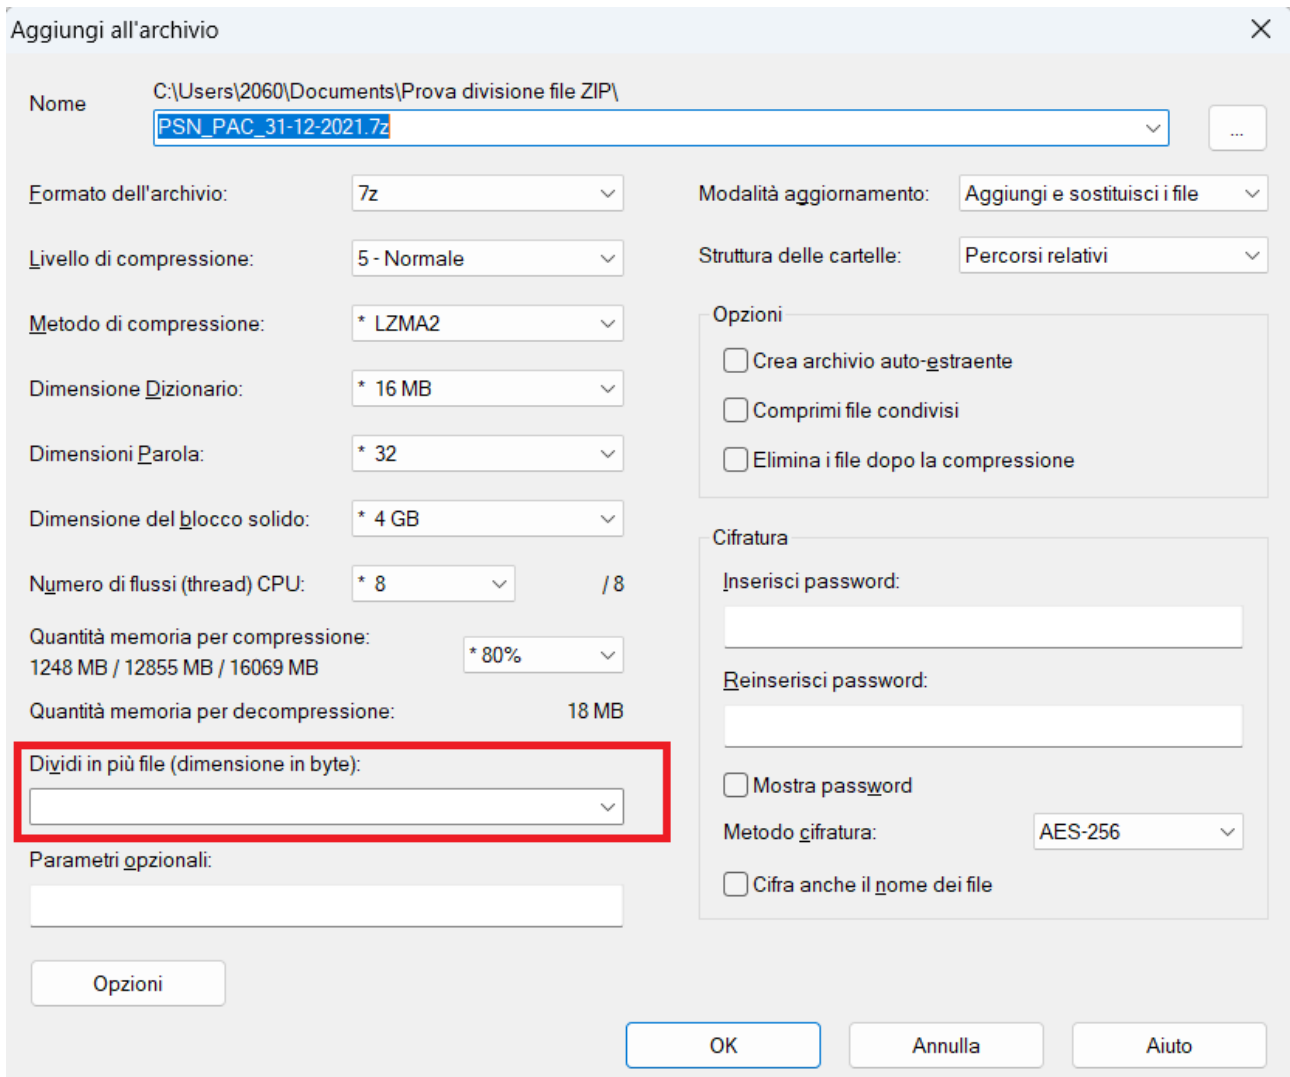 Aggiungi all'archivio
Nome
C:\Users\2060\Documents\Prova divisione file ZIP\
PSN_PAC_31-12-2021.7z
...
Formato dell'archivio:
7z
Livello di compressione:
5 - Normale
Metodo di compressione:
* LZMA2
Dimensione Dizionario:
* 16 MB
Dimensioni Parola:
* 32
Dimensione del blocco solido:
* 4 GB
Numero di flussi (thread) CPU:
* 8
/ 8
Quantità memoria per compressione:
1248 MB / 12855 MB / 16069 MB
* 80%
Quantità memoria per decompressione:
18 MB
Dividi in più file (dimensione in byte):
Parametri opzionali:
Opzioni
Modalità aggiornamento:
Aggiungi e sostituisci i file
Struttura delle cartelle:
Percorsi relativi
Opzioni
Crea archivio auto-estraente
Comprimi file condivisi
Elimina i file dopo la compressione
Cifratura
Inserisci password:
Reinserisci password:
Mostra password
Metodo cifratura:
AES-256
Cifra anche il nome dei file
OK
Annulla
Aiuto